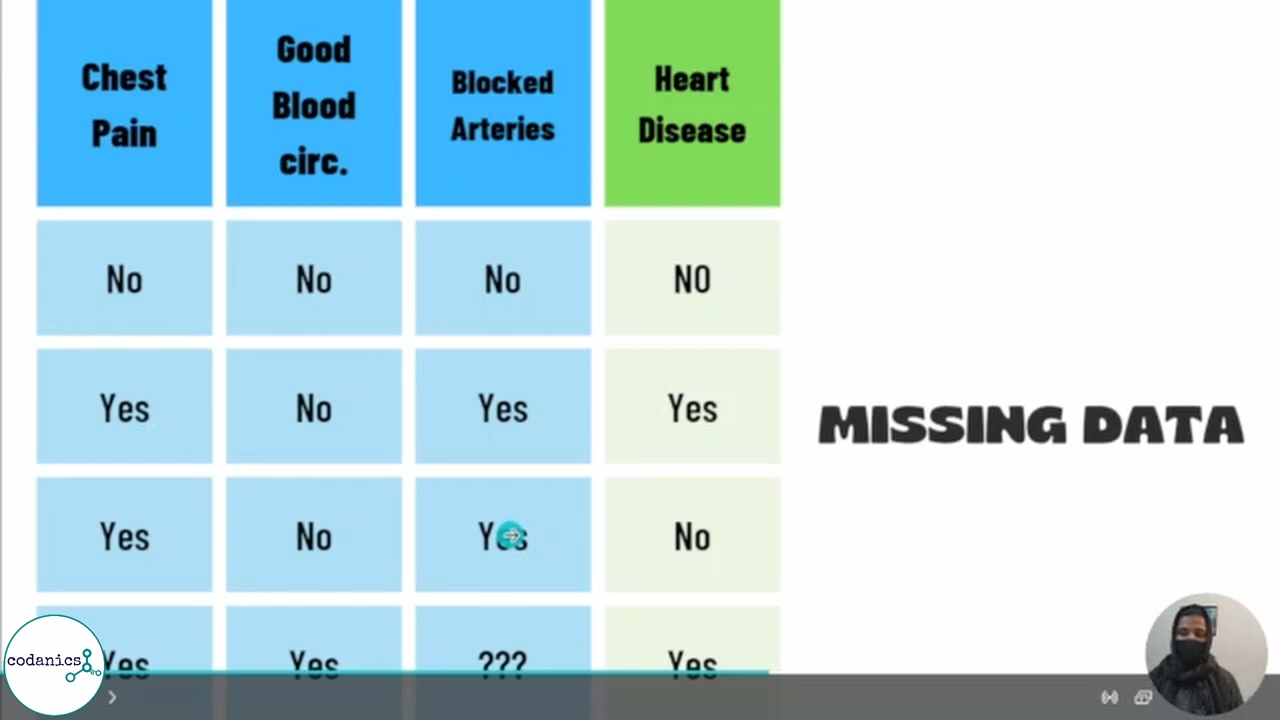 Chest
Pain
Good
Blood
circ.
Blocked
Arteries
Heart
Disease
No
No
No
NO
Yes
No
Yes
Yes
Yes
No
Yes
No
MISSING DATA
Yes
Yes
???
Yes
codanics